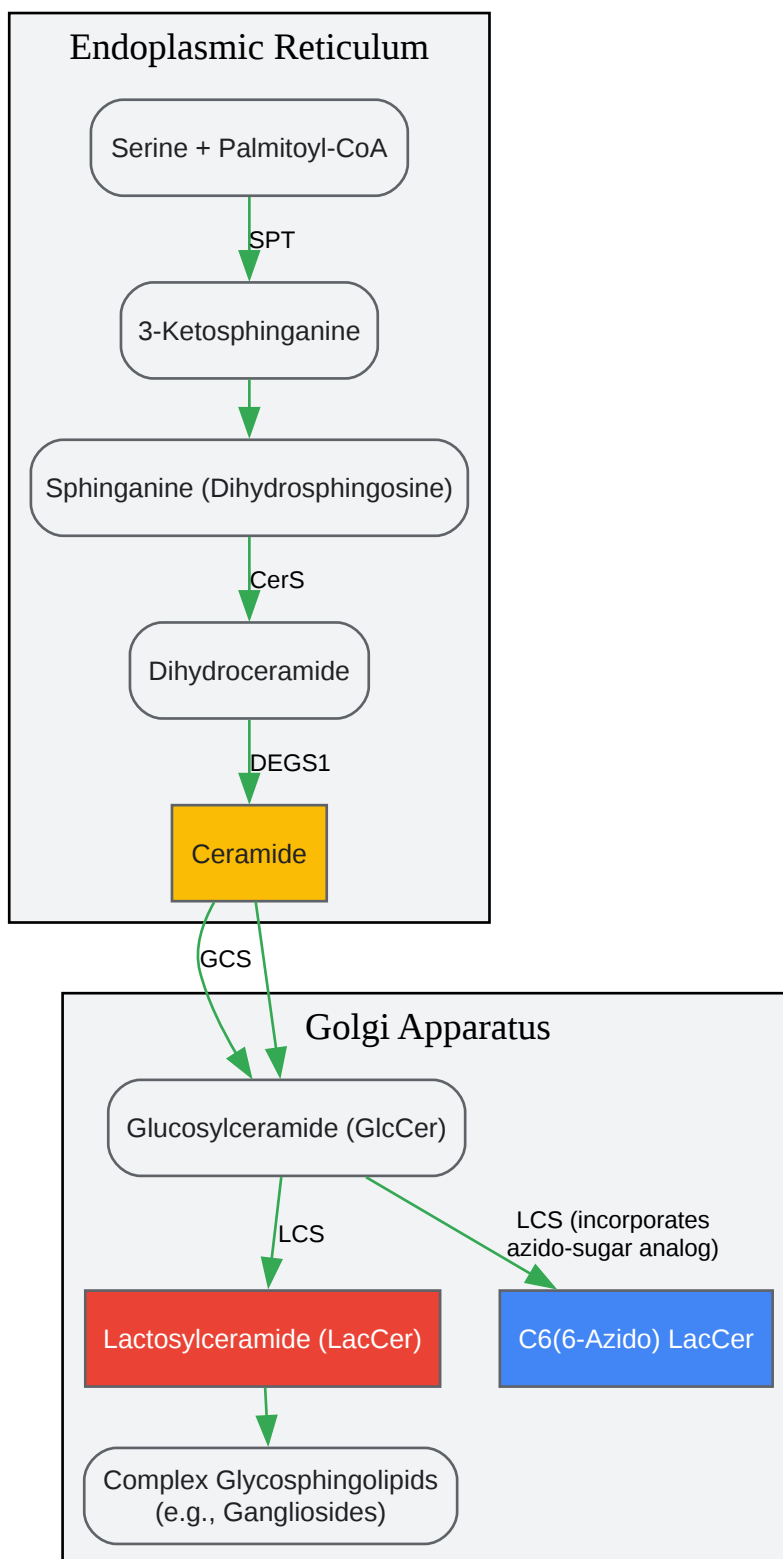 Endoplasmic Reticulum
Serine + Palmitoyl-CoA
SPT
3-Ketosphinganine
Sphinganine (Dihydrosphingosine)
CerS
Dihydroceramide
DEGS1
Ceramide
GCS
Golgi Apparatus
Glucosylceramide (GlcCer)
LCS
LCS (incorporates
azido-sugar analog)
Lactosylceramide (LacCer)
C6(6-Azido) LacCer
Complex Glycosphingolipids
(e.g., Gangliosides)